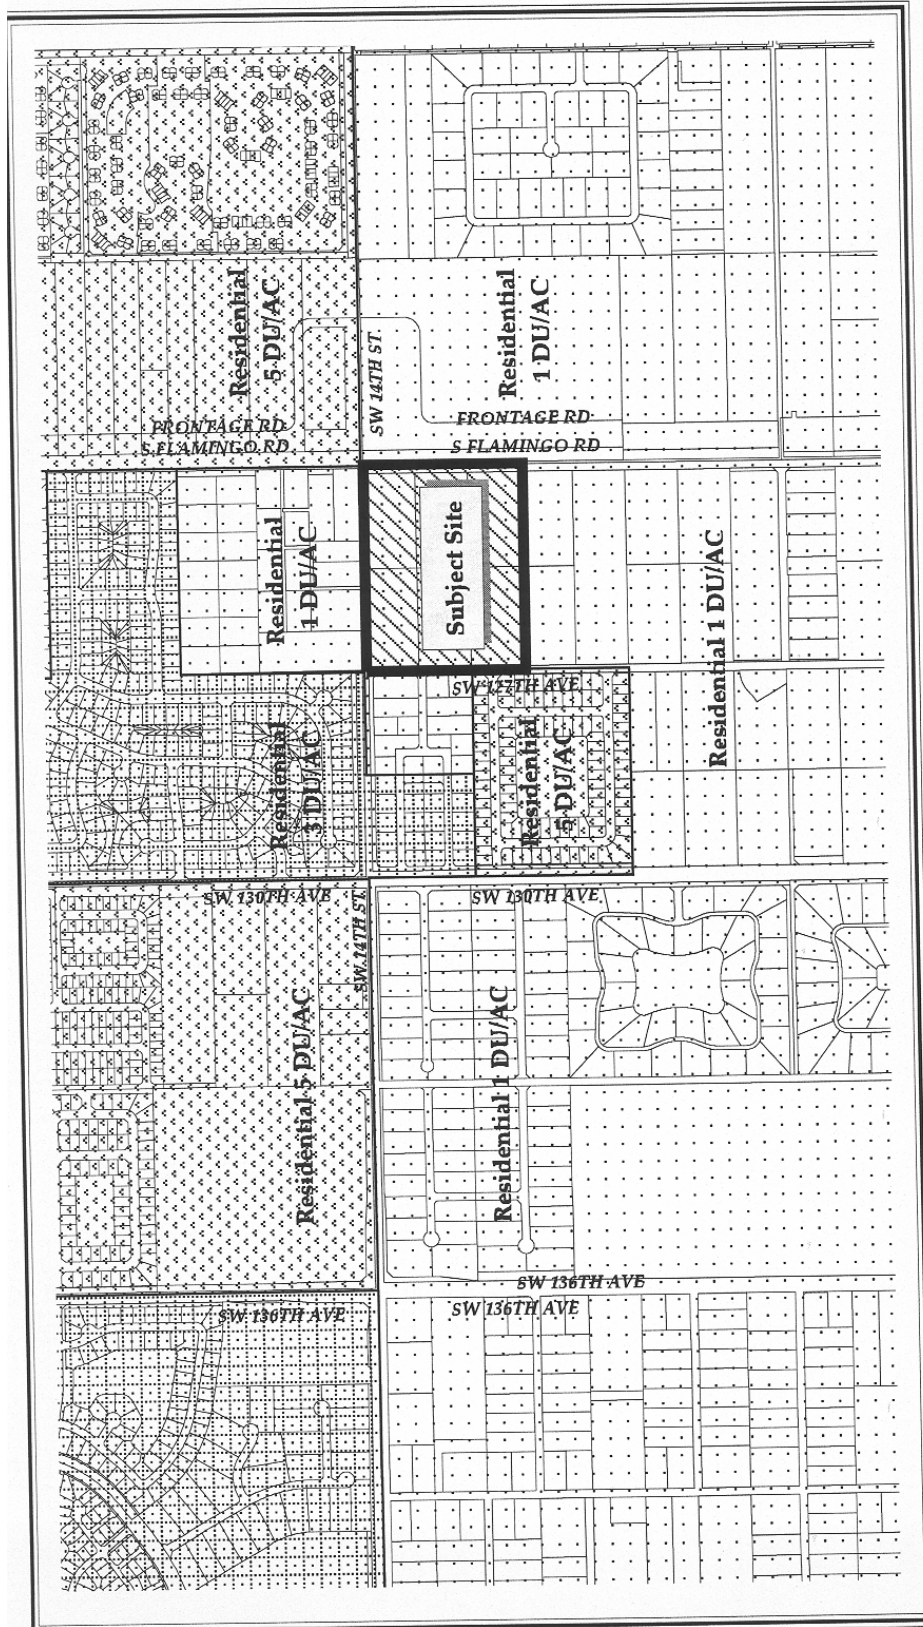 Residential
5 DU/AC
Residential
1 DU/AC
SW 14TH ST
FRONTAGE RD
S FLAMINGO RD
FRONTAGE RD
S FLAMINGO RD
Residential
1 DU/AC
Subject Site
Residential 1 DU/AC
SW 127TH AVE
Residential
3 DU/AC
Residential
5 DU/AC
SW 130TH AVE
SW 14TH ST
SW 130TH AVE
Residential 5 DU/AC
Residential 1 DU/AC
SW 136TH AVE
SW 136TH AVE
SW 136TH AVE